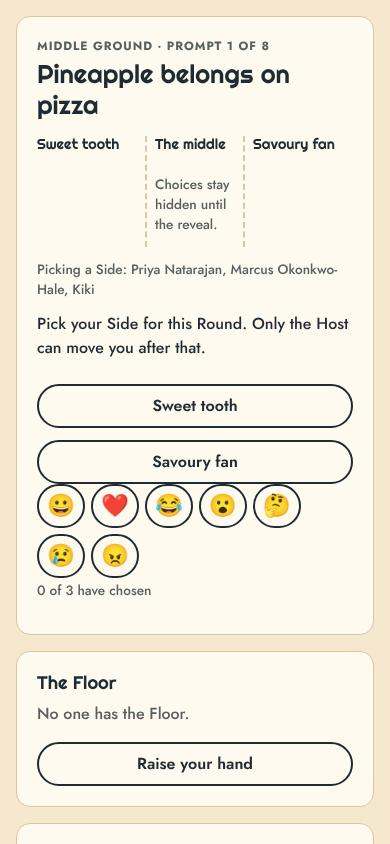 MIDDLE GROUND · PROMPT 1 OF 8
Pineapple belongs on
pizza
Sweet tooth
The middle
Savoury fan
Choices stay
hidden until
the reveal.
Picking a Side: Priya Natarajan, Marcus Okonkwo-
Hale, Kiki
Pick your Side for this Round. Only the Host
can move you after that.
Sweet tooth
Savoury fan
0 of 3 have chosen
The Floor
No one has the Floor.
Raise your hand